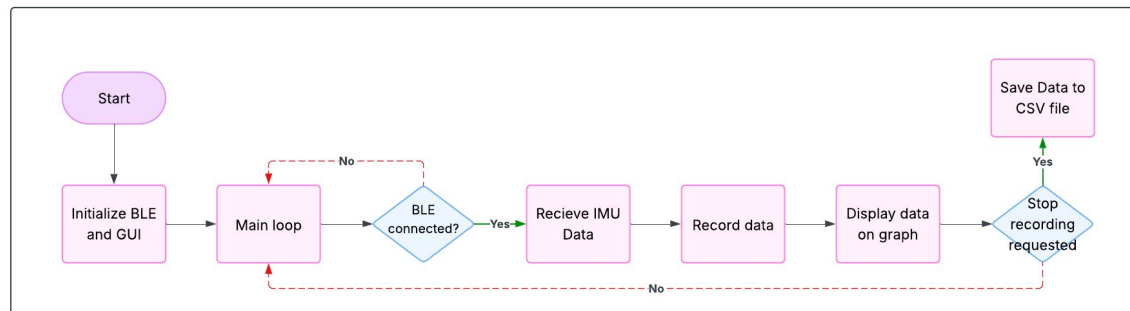 Start
Save Data to
CSV file
No
Yes
Initialize BLE
and GUI
Main loop
BLE
connected?
Yes
Recieve IMU
Data
Record data
Display data
on graph
Stop
recording
requested
No